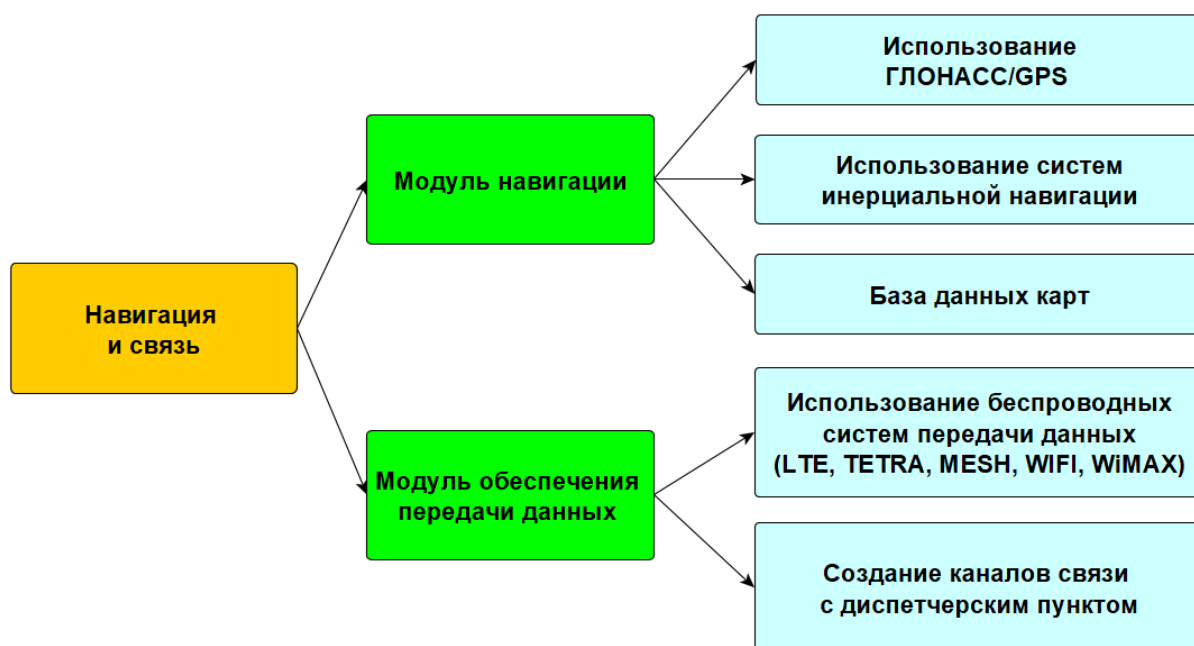 Использование
ГЛОНАСС/GPS
Модуль навигации
Использование систем
инерциальной навигации
База данных карт
Навигация
и связь
Использование беспроводных
систем передачи данных
(LTE, TETRA, MESH, WIFI, WiMAX)
Модуль обеспечения
передачи данных
Создание каналов связи
с диспетчерским пунктом